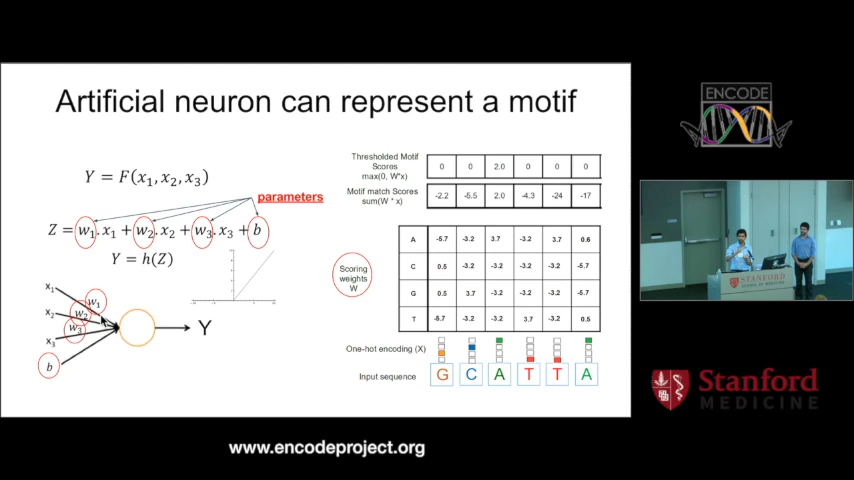 Artificial neuron can represent a motif
Y = F(x₁, x₂, x₃)
parameters
Z = w₁. x₁ + w₂. x₂ + w₃. x₃ + b
Y = h(Z)
x₁
w₁
x₂
w₂
w₃
x₃
b
Y
Thresholded Motif
Scores
max(0, W*x)
0 0 2.0 0 0 0
Motif match Scores
sum(W * x)
-2.2 -5.5 2.0 -4.3 -24 -17
Scoring
weights
W
A -5.7 -3.2 3.7 -3.2 3.7 0.6
C 0.5 -3.2 -3.2 -3.2 -3.2 -5.7
G 0.5 3.7 -3.2 -3.2 -3.2 -5.7
T -5.7 -3.2 -3.2 3.7 -3.2 0.5
One-hot encoding (X)
Input sequence G C A T T A
ENCODE
STANFORD
Stanford
MEDICINE
www.encodeproject.org